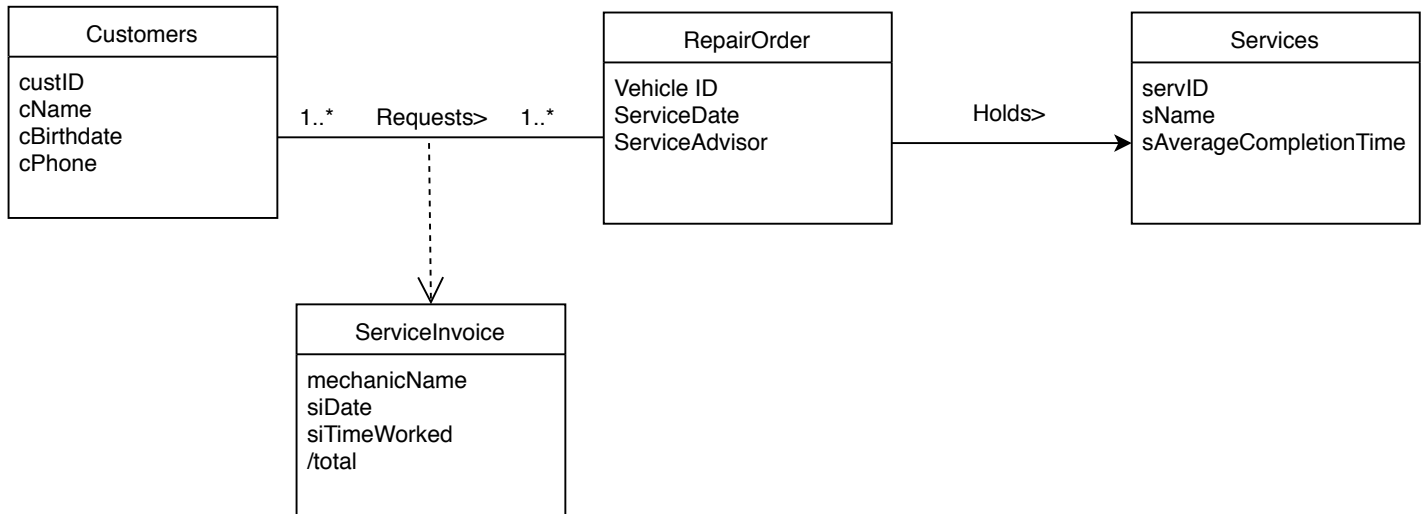 Customers
custID
cName
cBirthdate
cPhone
1..* Requests> 1..*
RepairOrder
Vehicle ID
ServiceDate
ServiceAdvisor
Holds>
Services
servID
sName
sAverageCompletionTime
ServiceInvoice
mechanicName
siDate
siTimeWorked
/total